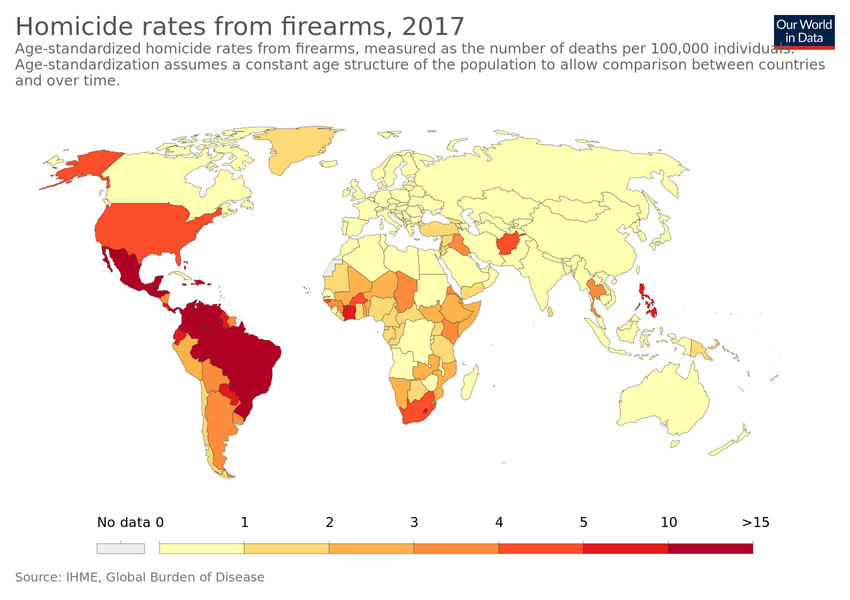 Homicide rates from firearms, 2017
Our World
in Data
Age-standardized homicide rates from firearms, measured as the number of deaths per 100,000 individuals.
Age-standardization assumes a constant age structure of the population to allow comparison between countries
and over time.
No data 0 1 2 3 4 5 10 >15
Source: IHME, Global Burden of Disease